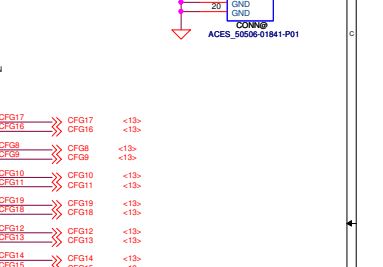 GND
20 GND
CONN@
ACES_50506-01841-P01
C
CFG17 CFG17 <13>
CFG16 CFG16 <13>
CFG8 CFG8 <13>
CFG9 CFG9 <13>
CFG10 CFG10 <13>
CFG11 CFG11 <13>
CFG19 CFG19 <13>
CFG18 CFG18 <13>
CFG12 CFG12 <13>
CFG13 CFG13 <13>
CFG14 CFG14 <13>